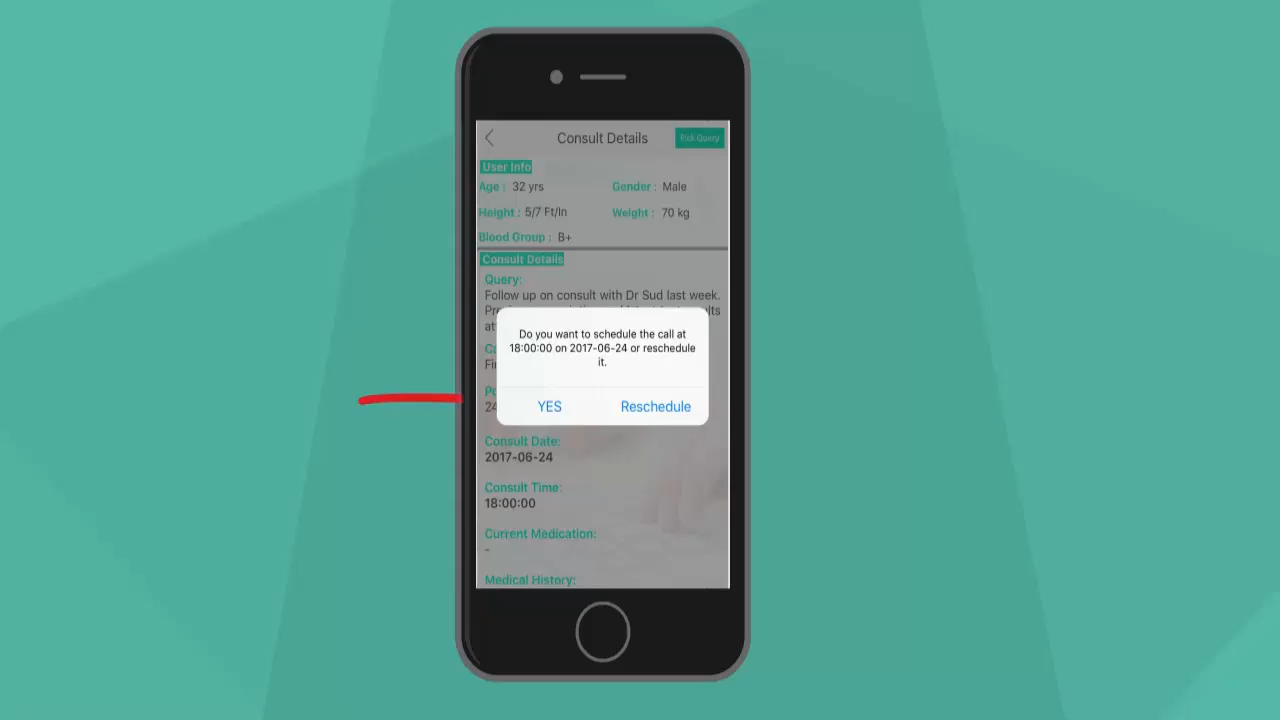 Consult Details
Pick Query
User Info
Age : 32 yrs
Gender : Male
Height : 5/7 Ft/In
Weight : 70 kg
Blood Group : B+
Consult Details
Query:
Follow up on consult with Dr Sud last week.
Do you want to schedule the call at
18:00:00 on 2017-06-24 or reschedule
it.
YES
Reschedule
Consult Date:
2017-06-24
Consult Time:
18:00:00
Current Medication:
-
Medical History: